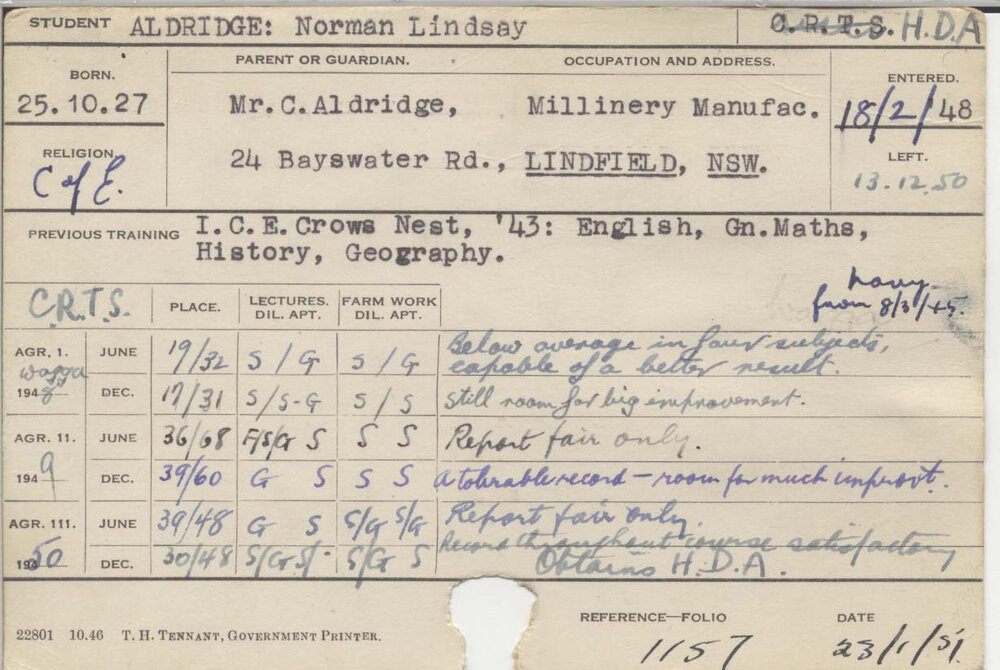 STUDENT ALDRIDGE: Norman Lindsay C.R.T.S. H.D.A
BORN. PARENT OR GUARDIAN. OCCUPATION AND ADDRESS. ENTERED.
25.10.27 Mr.C.Aldridge, Millinery Manufac. 18/2/48
RELIGION 24 Bayswater Rd., LINDFIELD, NSW. LEFT.
C of E. 13.12.50
PREVIOUS TRAINING I.C.E.Crows Nest, '43: English, Gn.Maths,
History, Geography.
Navy
from 8/3/45.
C.R.T.S. PLACE. LECTURES. DIL. APT. FARM WORK DIL. APT.
AGR. 1. JUNE 19/32 S/G S/G Below average in four subjects,
capable of a better result.
Wagga
1948 DEC. 17/31 S/S-G S/S Still room for big improvement.
AGR. 11. JUNE 36/68 F/S/G S S S Report fair only.
1949 DEC. 39/60 G S S S A tolerable record – room for much improvt.
AGR. 111. JUNE 39/48 G S S/G S/G Report fair only.
Record throughout course satisfactory
1950 DEC. 30/48 S/G S/- S/G S Obtains H.D.A.
REFERENCE—FOLIO DATE
22801 10.46 T. H. TENNANT, GOVERNMENT PRINTER. 1157 23/1/51.